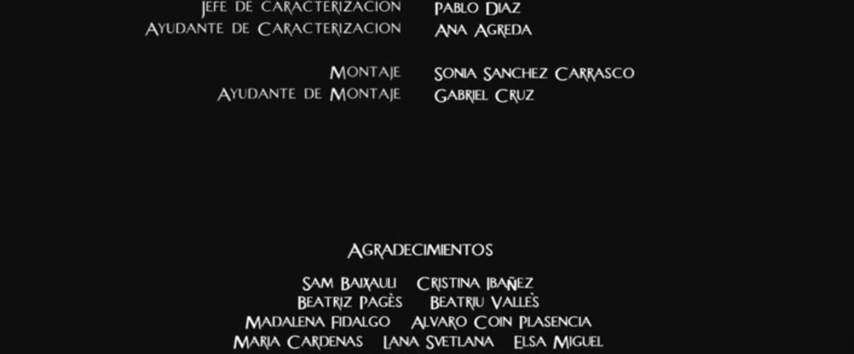 Jefe de caracterizacion Pablo Diaz
Ayudante de Caracterizacion Ana Agreda
Montaje Sonia Sanchez Carrasco
Ayudante de Montaje Gabriel Cruz
Agradecimientos
Sam Baixauli Cristina Ibañez
Beatriz Pagès Beatriu Vallès
Madalena Fidalgo Alvaro Coin Plasencia
Maria Cardenas Lana Svetlana Elsa Miguel